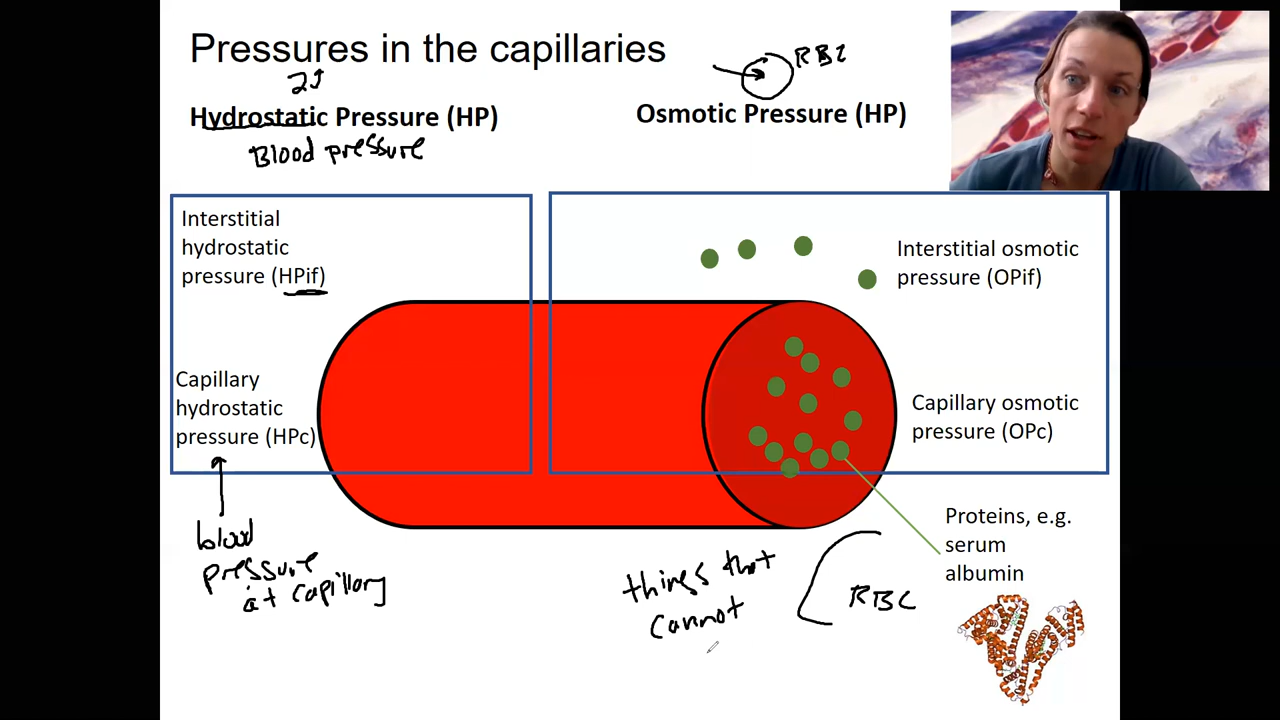 Pressures in the capillaries
RBC
Hydrostatic Pressure (HP)
Osmotic Pressure (HP)
Blood pressure
Interstitial
hydrostatic
pressure (HPif)
Interstitial osmotic
pressure (OPif)
Capillary
hydrostatic
pressure (HPc)
Capillary osmotic
pressure (OPc)
blood
pressure
at capillary
things that
cannot
RBC
Proteins, e.g.
serum
albumin